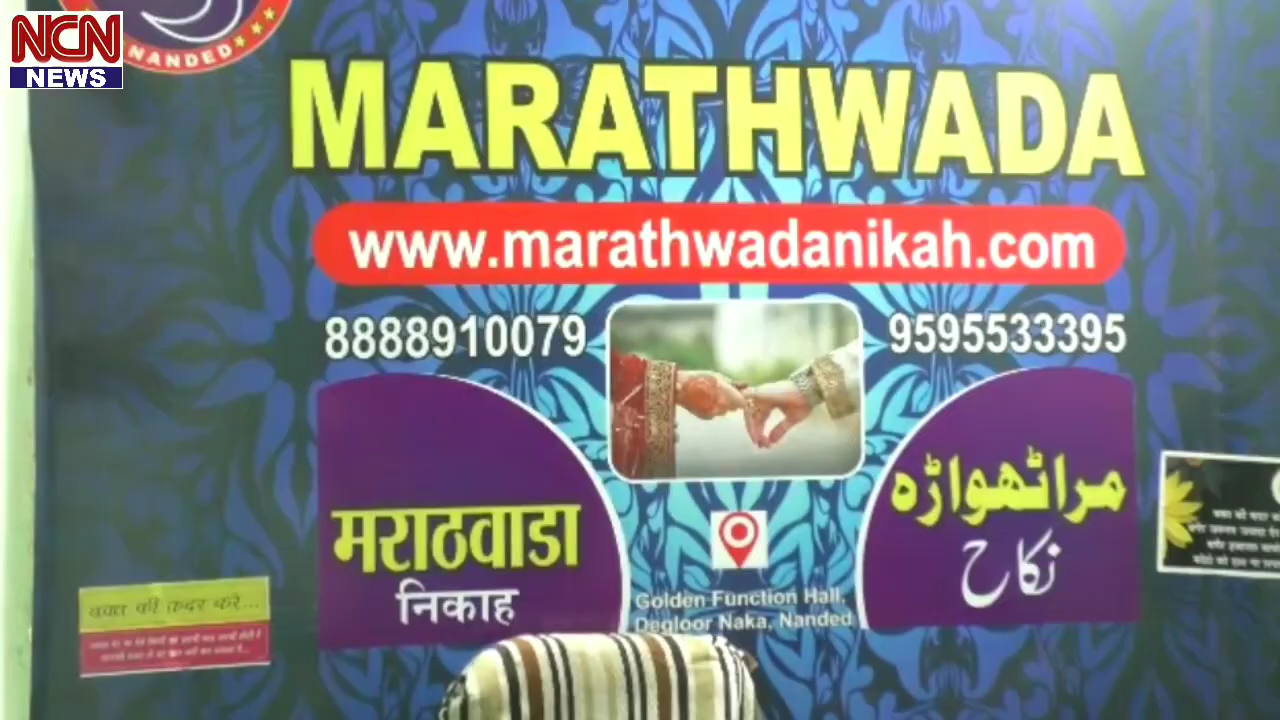 NCN
NEWS
NANDED
MARATHWADA
www.marathwadanikah.com
8888910079
9595533395
मराठवाडा
निकाह
مراٹھواڑہ
نکاح
Golden Function Hall,
Degloor Naka, Nanded
वक्त की क़दर करे...